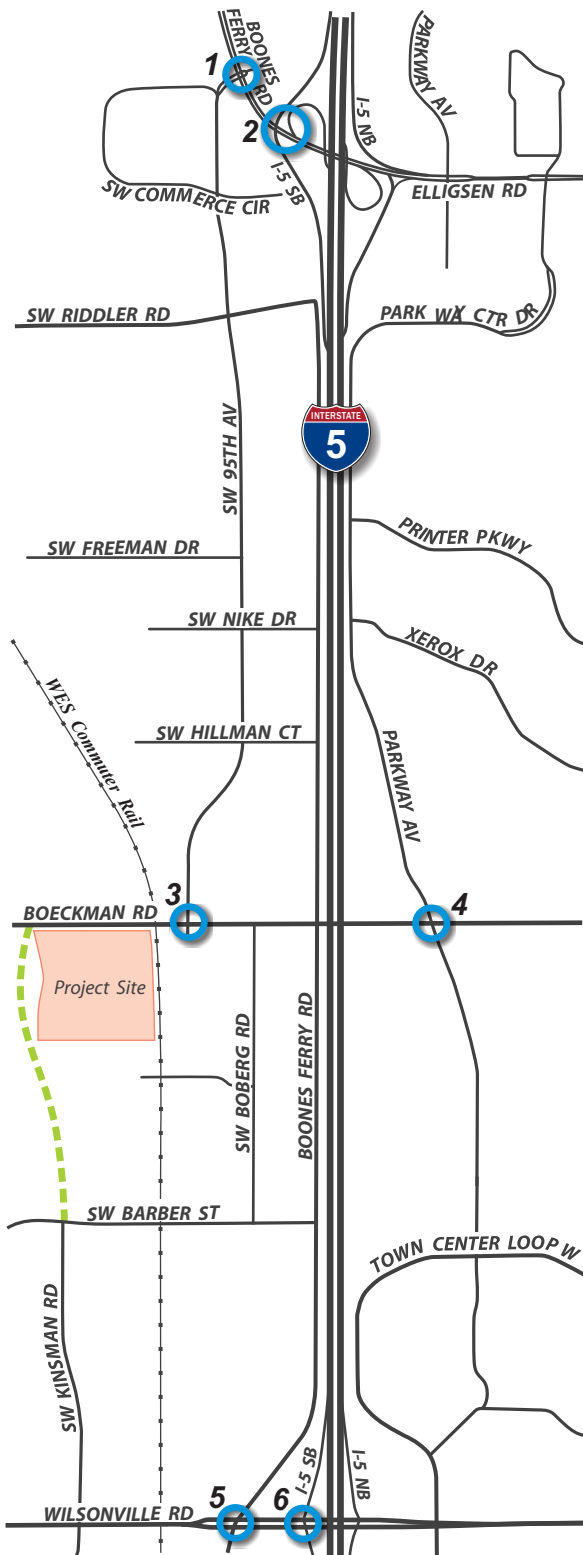 1
BOONES
FERRY RD
2
I-5 SB
I-5 NB
PARKWAY AV
ELLIGSEN RD
SW COMMERCE CIR
SW RIDDLER RD
PARK WAY CTR DR
INTERSTATE
5
SW 95TH AV
SW FREEMAN DR
PRINTER PKWY
SW NIKE DR
XEROX DR
WES Commuter Rail
SW HILLMAN CT
PARKWAY AV
3
4
BOECKMAN RD
Project Site
SW BOBERG RD
BOONES FERRY RD
SW BARBER ST
TOWN CENTER LOOP W
SW KINSMAN RD
I-5 SB
I-5 NB
5
6
WILSONVILLE RD